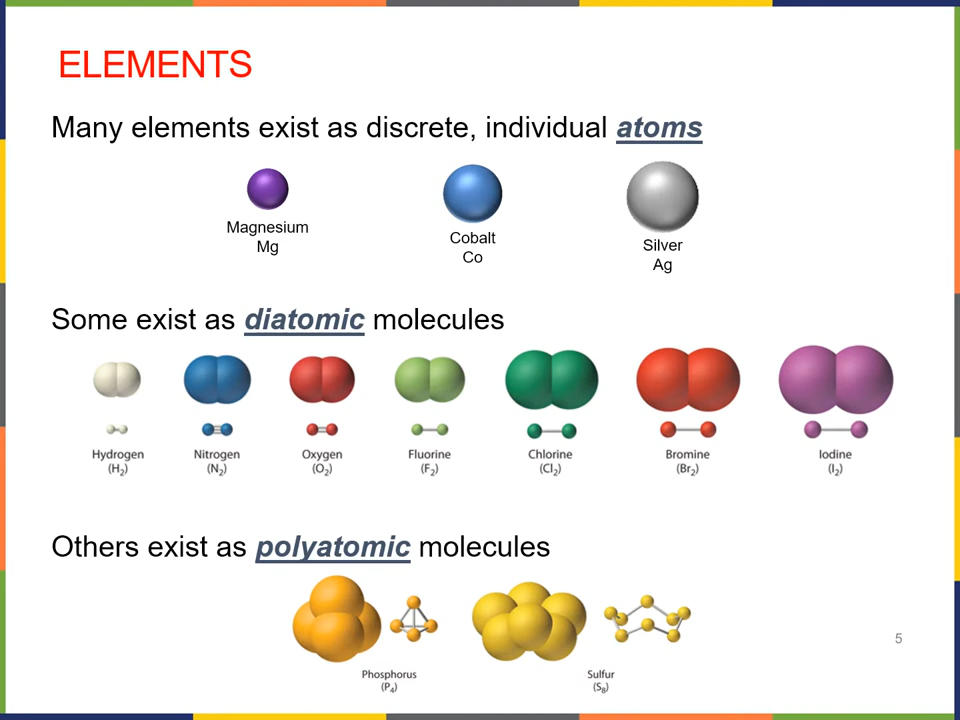 ELEMENTS
Many elements exist as discrete, individual atoms
Magnesium
Mg
Cobalt
Co
Silver
Ag
Some exist as diatomic molecules
Hydrogen
(H₂)
Nitrogen
(N₂)
Oxygen
(O₂)
Fluorine
(F₂)
Chlorine
(Cl₂)
Bromine
(Br₂)
Iodine
(I₂)
Others exist as polyatomic molecules
Phosphorus
(P₄)
Sulfur
(S₈)
5